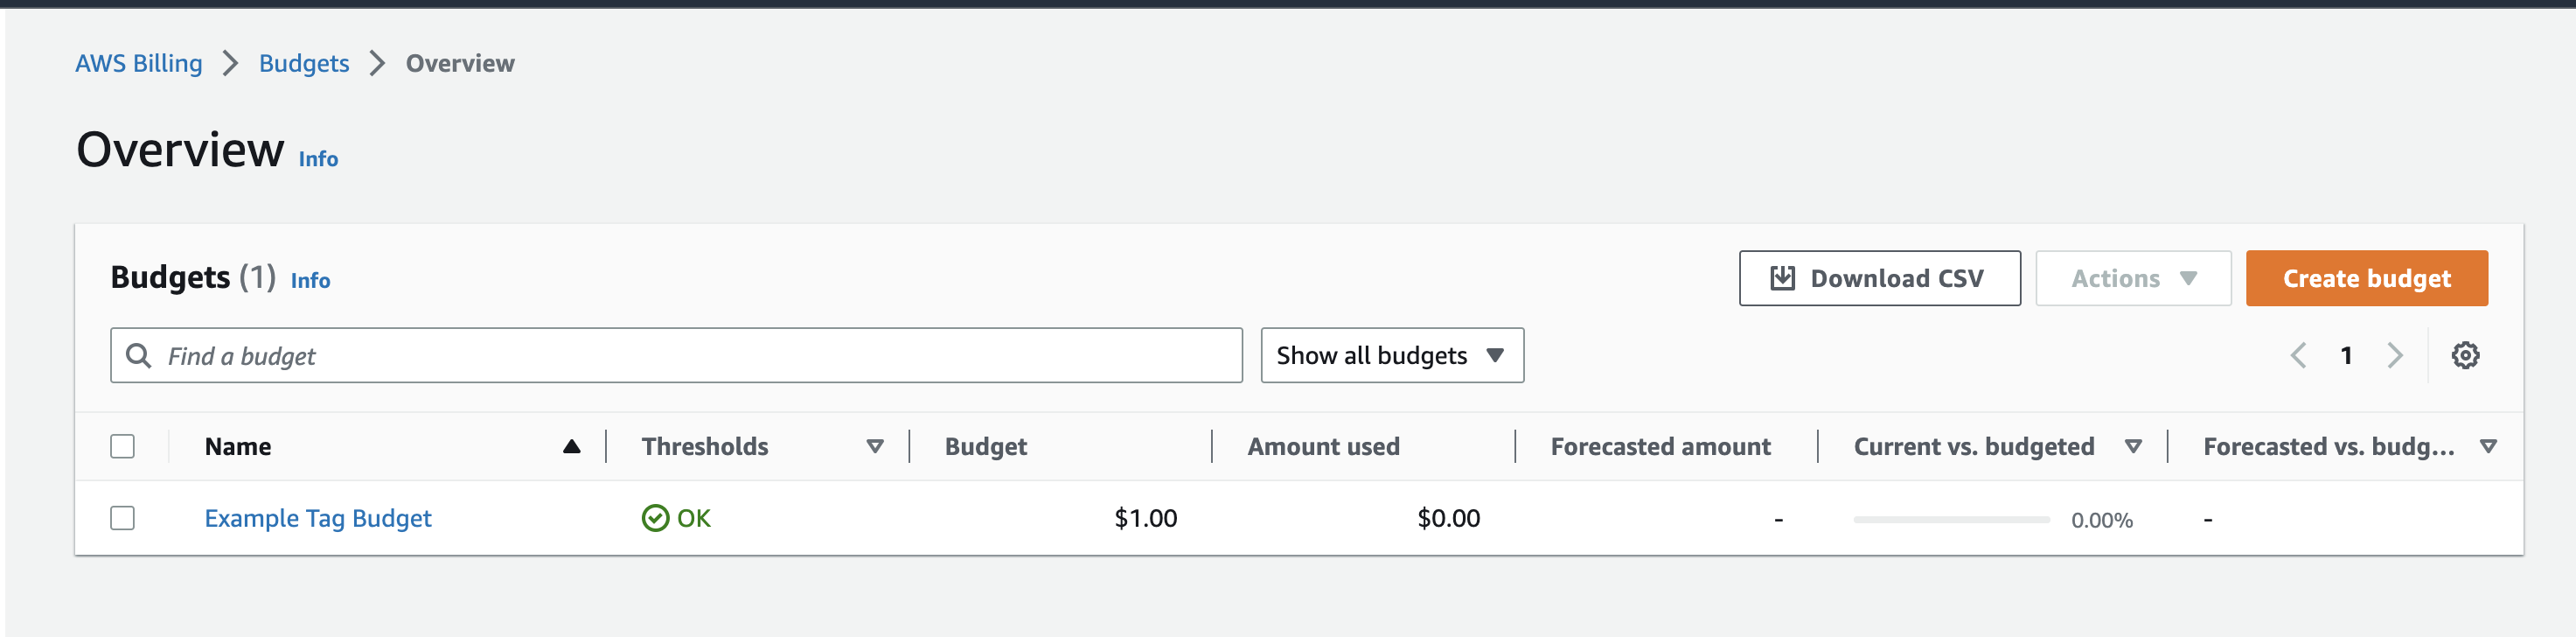 AWS Billing > Budgets > Overview
Overview Info
Budgets (1) Info
Download CSV Actions Create budget
Find a budget Show all budgets 1
Name Thresholds Budget Amount used Forecasted amount Current vs. budgeted Forecasted vs. budg...
Example Tag Budget OK $1.00 $0.00 - 0.00% -